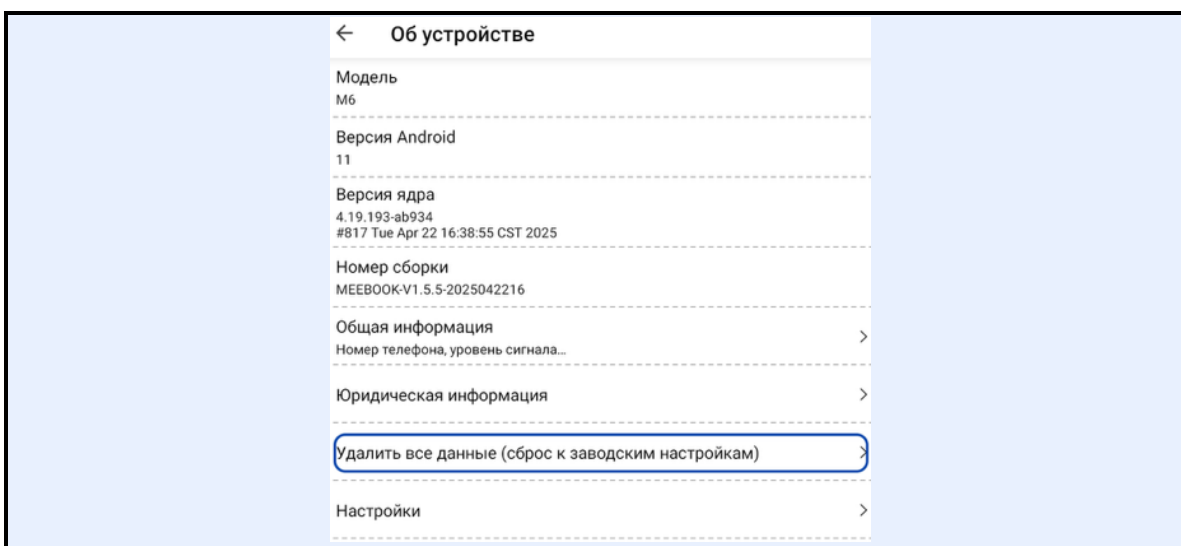 Об устройстве
Модель
M6
Версия Android
11
Версия ядра
4.19.193-ab934
#817 Tue Apr 22 16:38:55 CST 2025
Номер сборки
MEEBOOK-V1.5.5-2025042216
Общая информация
Номер телефона, уровень сигнала...
Юридическая информация
Удалить все данные (сброс к заводским настройкам)
Настройки